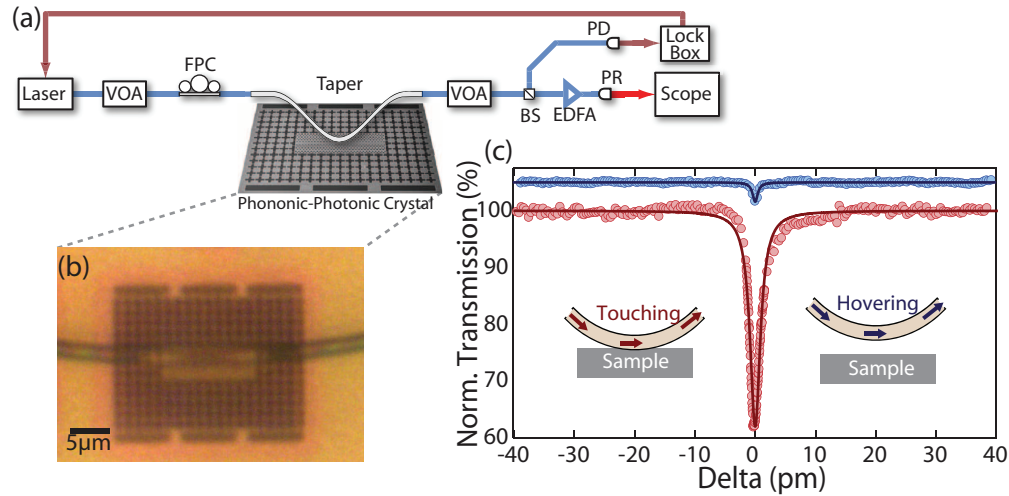 (a)
PD
Lock
Box
FPC
Taper
Laser
VOA
VOA
BS
EDFA
PR
Scope
Phononic-Photonic Crystal
(b)
5μm
(c)
Norm. Transmission (%)
100
90
80
70
60
Touching
Sample
Hovering
Sample
-40 -30 -20 -10 0 10 20 30 40
Delta (pm)